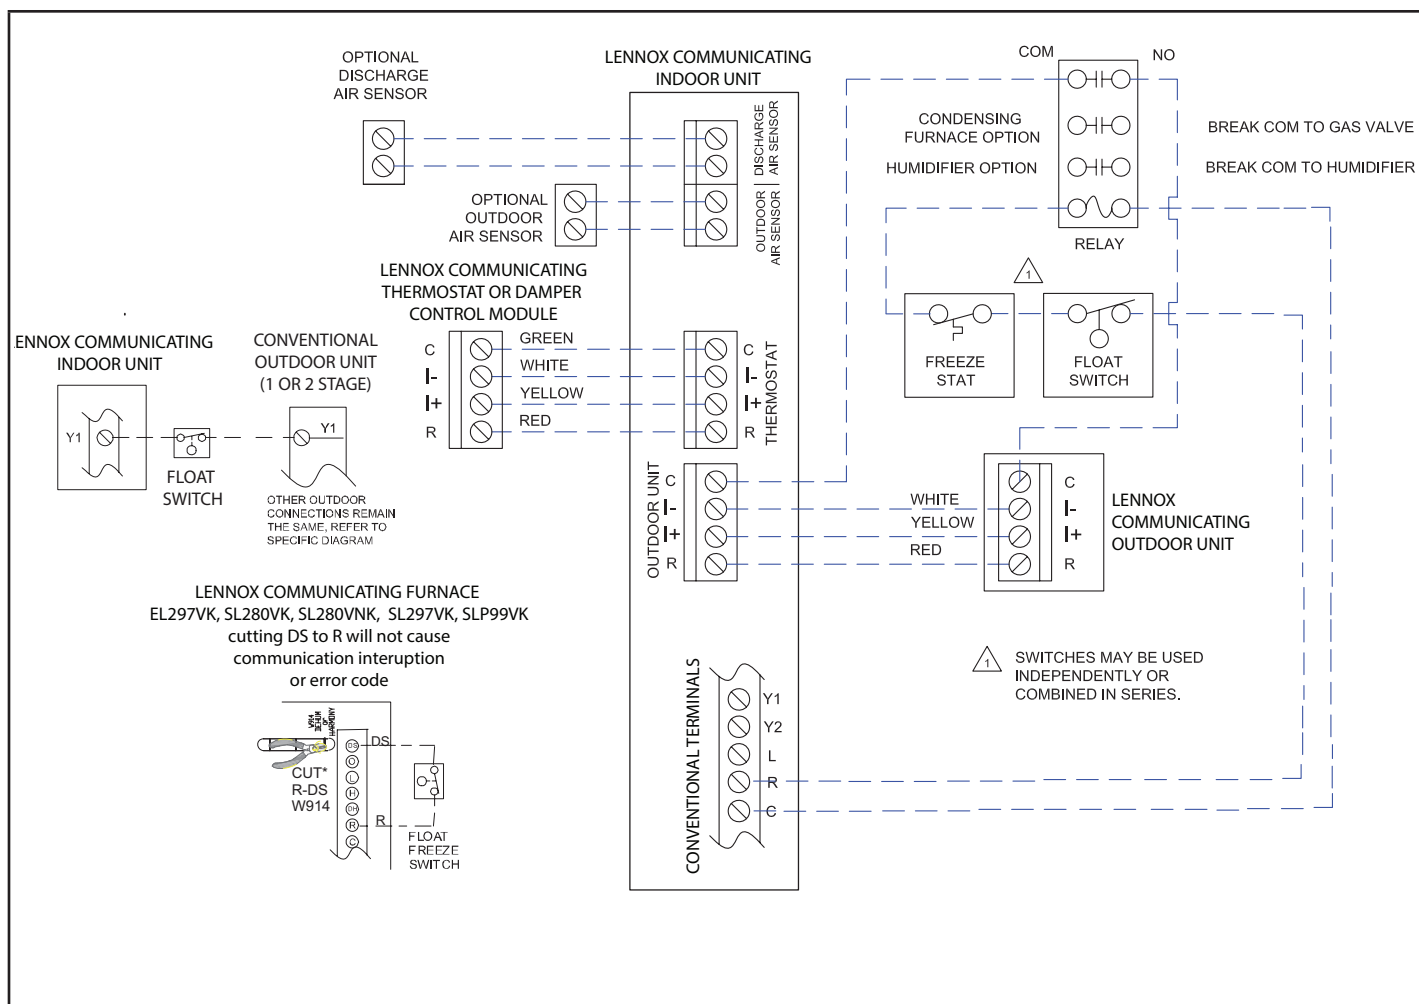 OPTIONAL
DISCHARGE
AIR SENSOR
LENNOX COMMUNICATING
INDOOR UNIT
DISCHARGE
AIR SENSOR
OUTDOOR
AIR SENSOR
OPTIONAL
OUTDOOR
AIR SENSOR
COM
NO
CONDENSING
FURNACE OPTION
BREAK COM TO GAS VALVE
HUMIDIFIER OPTION
BREAK COM TO HUMIDIFIER
RELAY
1
FREEZE
STAT
FLOAT
SWITCH
LENNOX COMMUNICATING
THERMOSTAT OR DAMPER
CONTROL MODULE
C
I-
I+
R
GREEN
WHITE
YELLOW
RED
C
I-
I+
R
THERMOSTAT
ENNOX COMMUNICATING
INDOOR UNIT
Y1
FLOAT
SWITCH
CONVENTIONAL
OUTDOOR UNIT
(1 OR 2 STAGE)
Y1
OTHER OUTDOOR
CONNECTIONS REMAIN
THE SAME, REFER TO
SPECIFIC DIAGRAM
OUTDOOR UNIT
C
I-
I+
R
WHITE
YELLOW
RED
C
I-
I+
R
LENNOX
COMMUNICATING
OUTDOOR UNIT
LENNOX COMMUNICATING FURNACE
EL297VK, SL280VK, SL280VNK, SL297VK, SLP99VK
cutting DS to R will not cause
communication interuption
or error code
W914
DEHUM
or
HARMONY
CUT*
R-DS
W914
DS
O
L
H
DH
R
C
DS
R
FLOAT
FREEZE
SWITCH
CONVENTIONAL TERMINALS
Y1
Y2
L
R
C
1
SWITCHES MAY BE USED
INDEPENDENTLY OR
COMBINED IN SERIES.